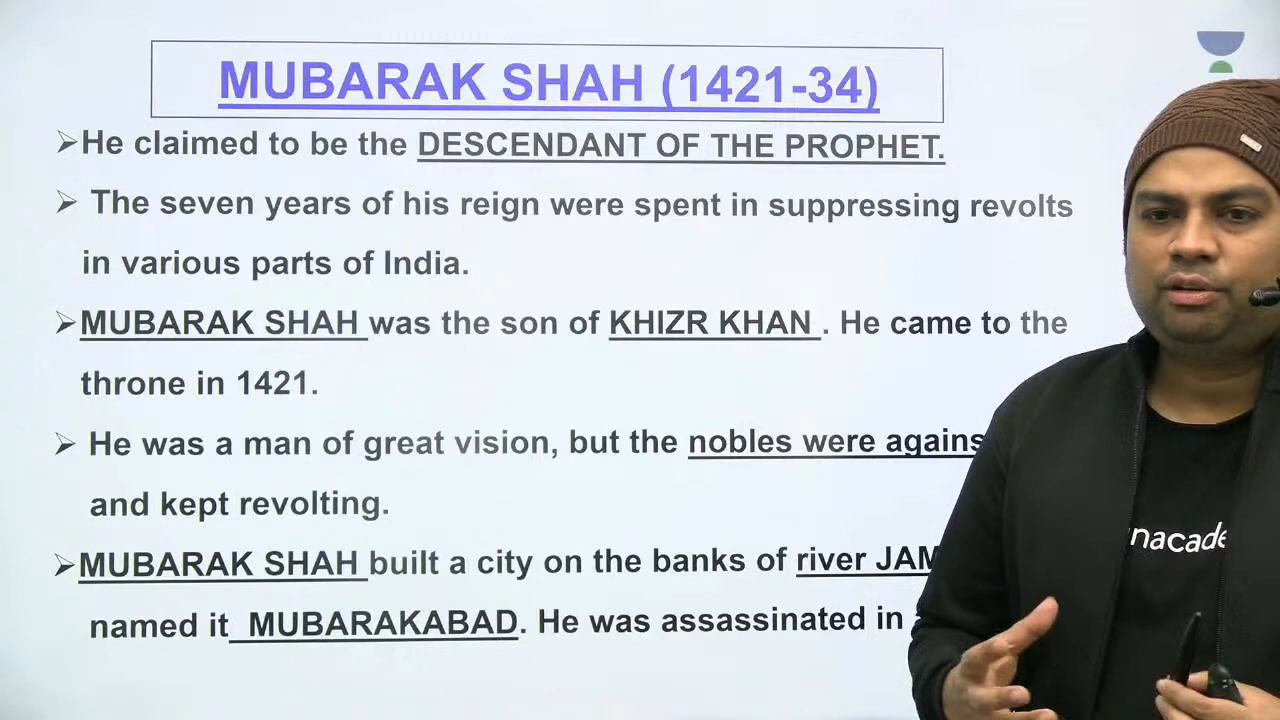 MUBARAK SHAH (1421-34)
➢He claimed to be the DESCENDANT OF THE PROPHET.
➢ The seven years of his reign were spent in suppressing revolts
in various parts of India.
➢MUBARAK SHAH was the son of KHIZR KHAN . He came to the
throne in 1421.
➢ He was a man of great vision, but the nobles were agains
and kept revolting.
➢MUBARAK SHAH built a city on the banks of river JAM
named it MUBARAKABAD. He was assassinated in
nacade